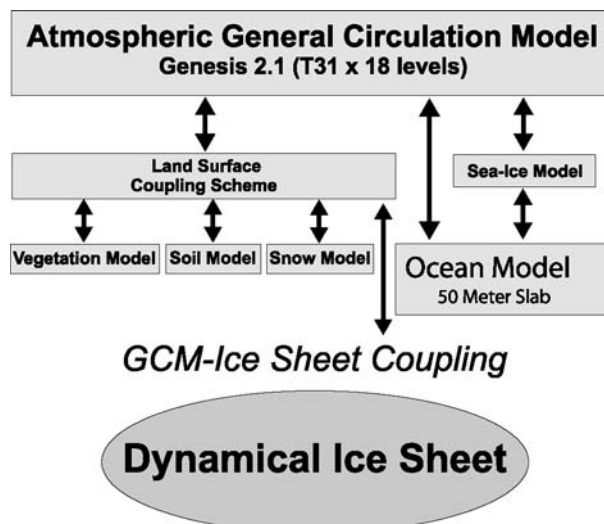 Atmospheric General Circulation Model
Genesis 2.1 (T31 x 18 levels)
Land Surface
Coupling Scheme
Sea-Ice Model
Vegetation Model
Soil Model
Snow Model
Ocean Model
50 Meter Slab
GCM-Ice Sheet Coupling
Dynamical Ice Sheet